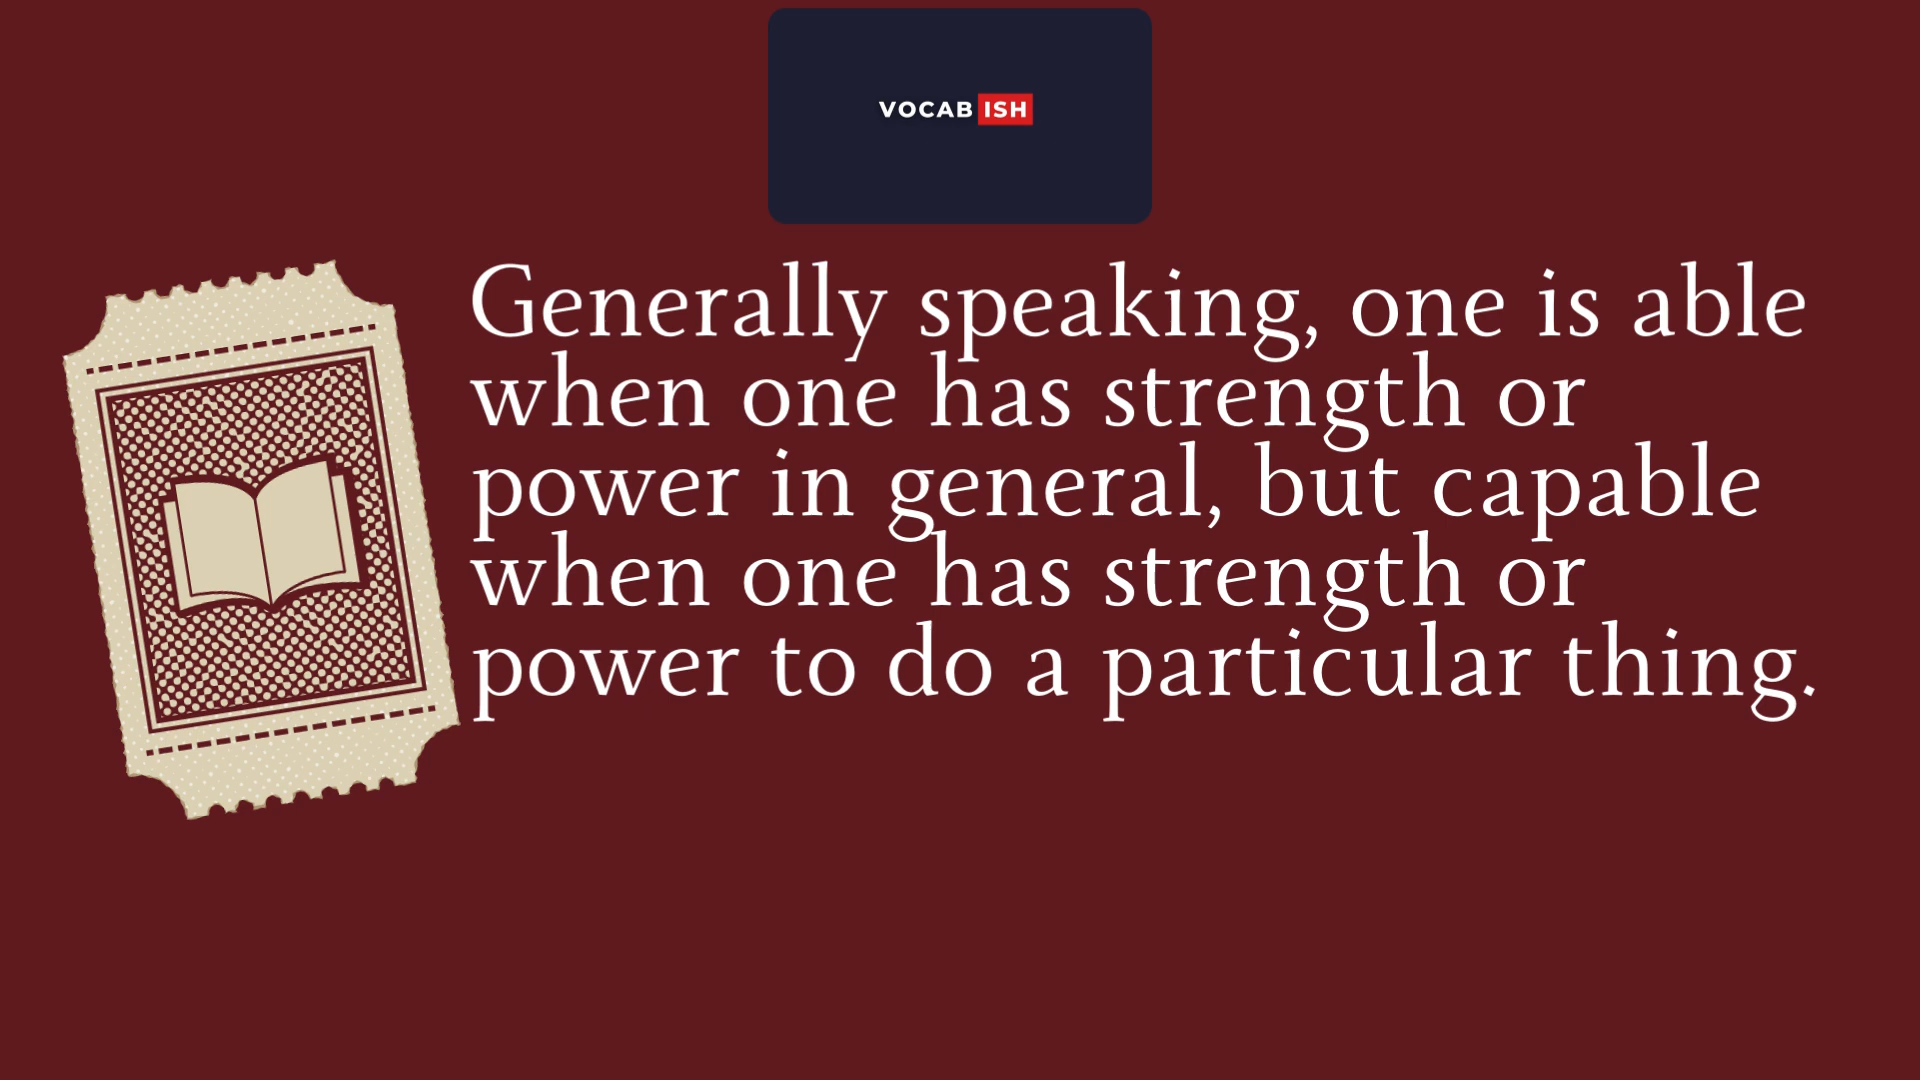 VOCAB ISH
Generally speaking, one is able
when one has strength or
power in general, but capable
when one has strength or
power to do a particular thing.